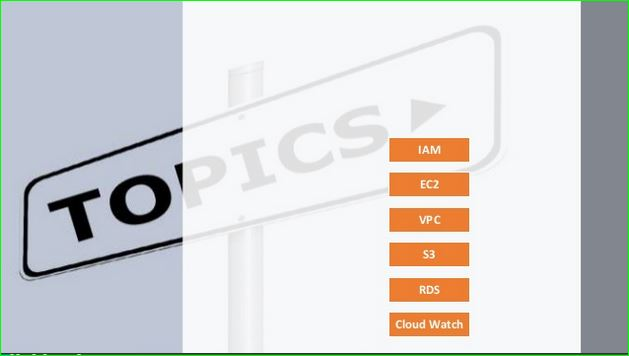 TOPICS
IAM
EC2
VPC
S3
RDS
Cloud Watch